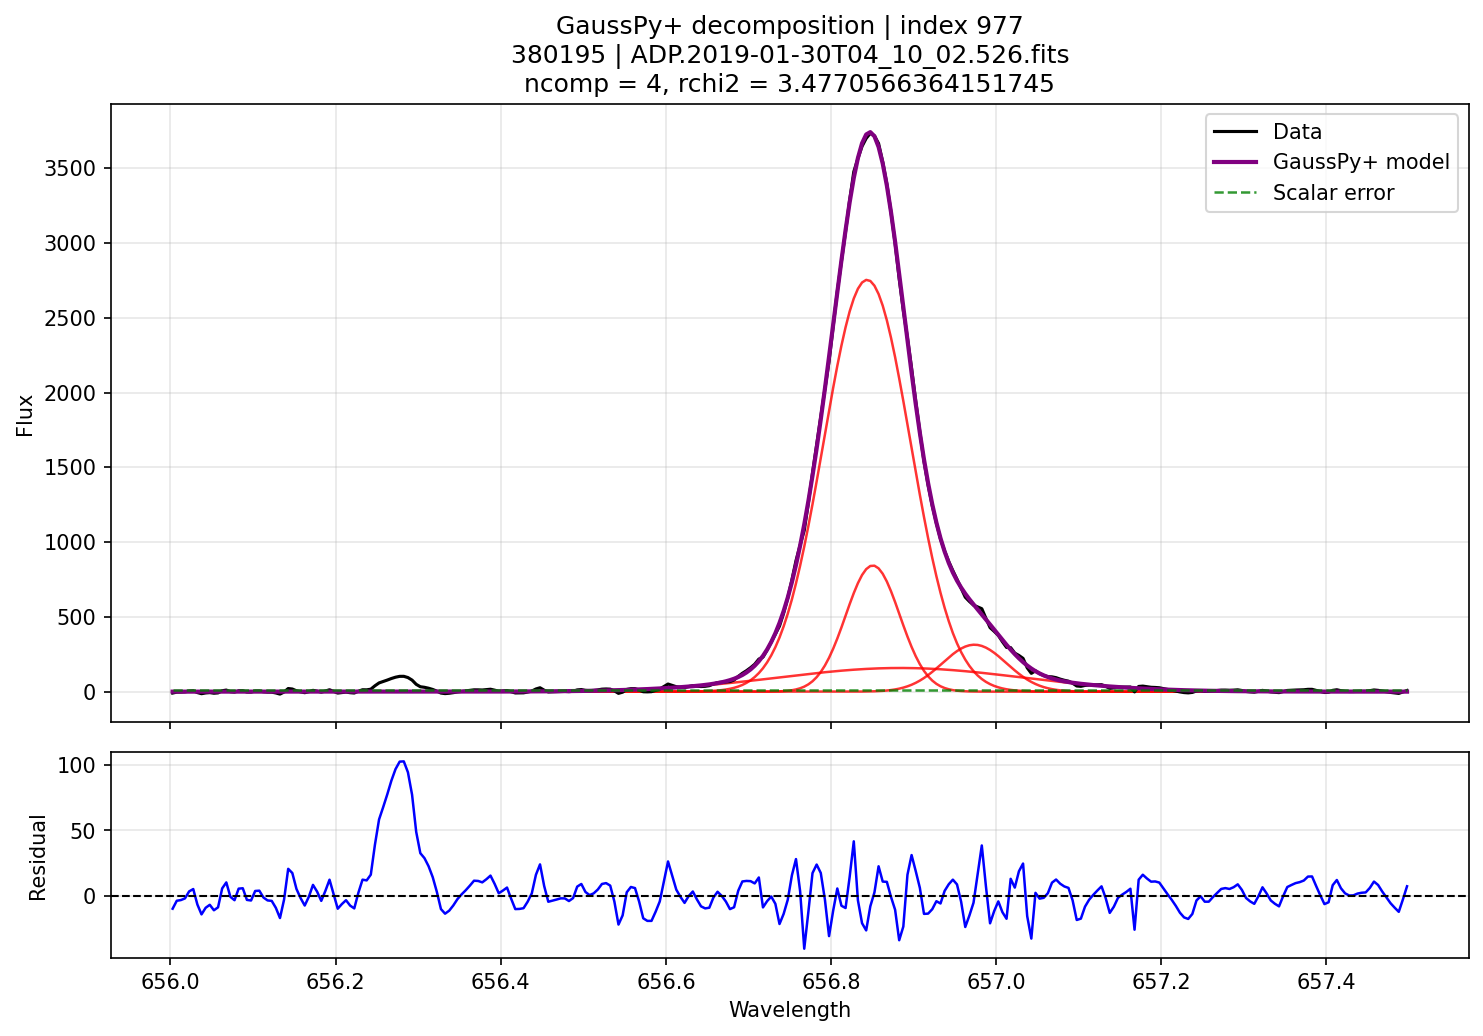 GaussPy+ decomposition | index 977
380195 | ADP.2019-01-30T04_10_02.526.fits
ncomp = 4, rchi2 = 3.4770566364151745
Data
GaussPy+ model
Scalar error
3500
3000
2500
2000
1500
1000
500
0
Flux
100
50
0
Residual
656.0 656.2 656.4 656.6 656.8 657.0 657.2 657.4
Wavelength